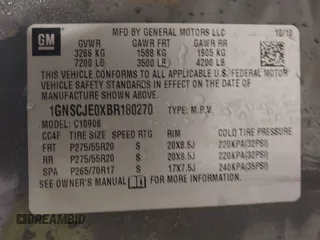 GM
MFD BY GENERAL MOTORS LLC 10/10
GVWR GAWR FRT GAWR RR
3266 KG 1588 KG 1905 KG
7200 LB 3500 LB 4200 LB
THIS VEHICLE CONFORMS TO ALL APPLICABLE U.S. FEDERAL
MOTOR VEHICLE SAFETY STANDARDS IN EFFECT ON THE DATE OF
MANUFACTURE SHOWN ABOVE.
1GNSCJE0XBR180270 TYPE: M.P.V.
MODEL: C10906
CC4F TIRE SIZE SPEED RTG RIM COLD TIRE PRESSURE
FRT P275/55R20 S 20X8.5J 220KPA(32PSI)
RR P275/55R20 S 20X8.5J 220KPA(32PSI)
SPA P265/70R17 S 17X7.5J 240KPA(35PSI)
SEE OWNER'S MANUAL FOR ADDITIONAL INFORMATION
DREAMBID